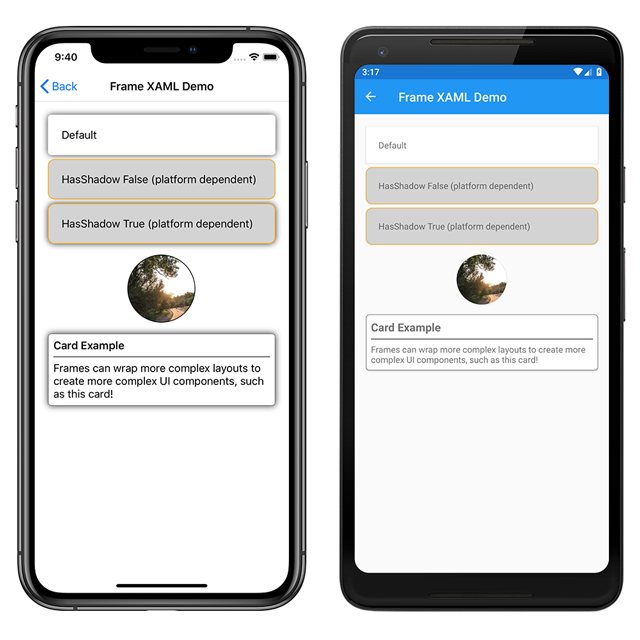 9:40
Back
Frame XAML Demo
Default
HasShadow False (platform dependent)
HasShadow True (platform dependent)
Card Example
Frames can wrap more complex layouts to
create more complex UI components, such
as this card!
3:17
Frame XAML Demo
Default
HasShadow False (platform dependent)
HasShadow True (platform dependent)
Card Example
Frames can wrap more complex layouts to create more
complex UI components, such as this card!